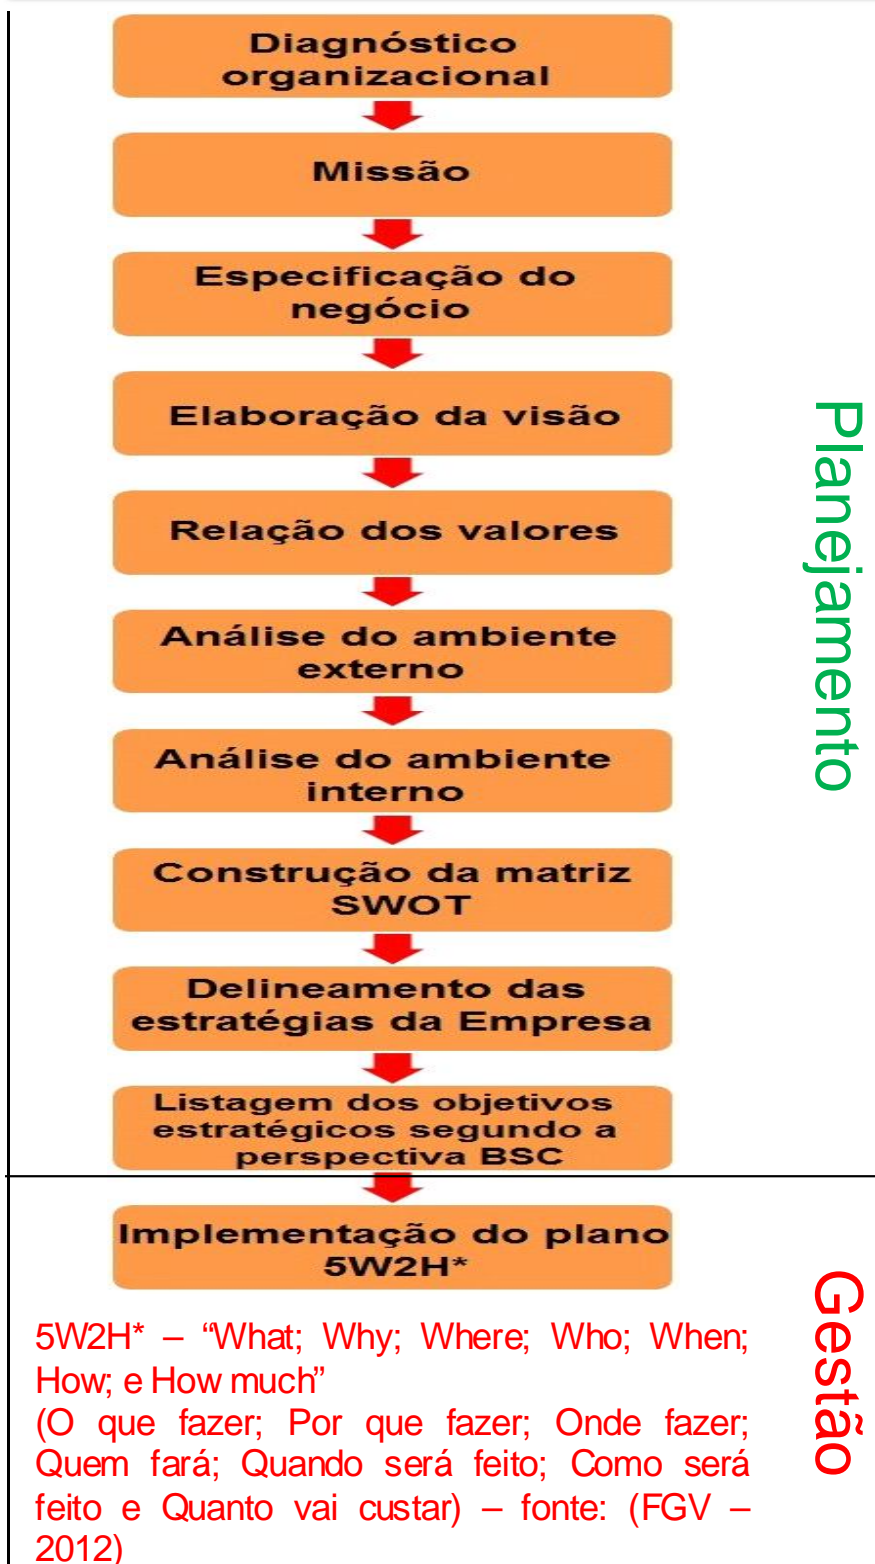 Diagnóstico
organizacional
Missão
Especificação do
negócio
Elaboração da visão
Relação dos valores
Análise do ambiente
externo
Análise do ambiente
interno
Construção da matriz
SWOT
Delineamento das
estratégias da Empresa
Listagem dos objetivos
estratégicos segundo a
perspectiva BSC
Planejamento
Implementação do plano
5W2H*
5W2H* – “What; Why; Where; Who; When;
How; e How much”
(O que fazer; Por que fazer; Onde fazer;
Quem fará; Quando será feito; Como será
feito e Quanto vai custar) – fonte: (FGV –
2012)
Gestão